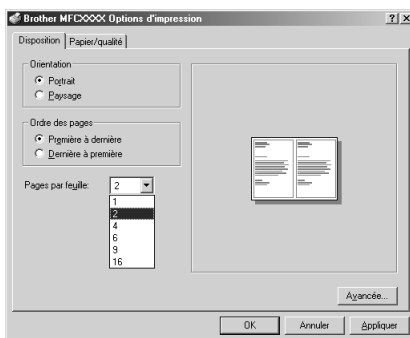 Brother MFCXXXX Options d'impression
Disposition
Papier/qualité
Orientation
Portrait
Paysage
Ordre des pages
Première à dernière
Dernière à première
Pages par feuille:
2
1
2
4
6
9
16
Avancée...
OK
Annuler
Appliquer